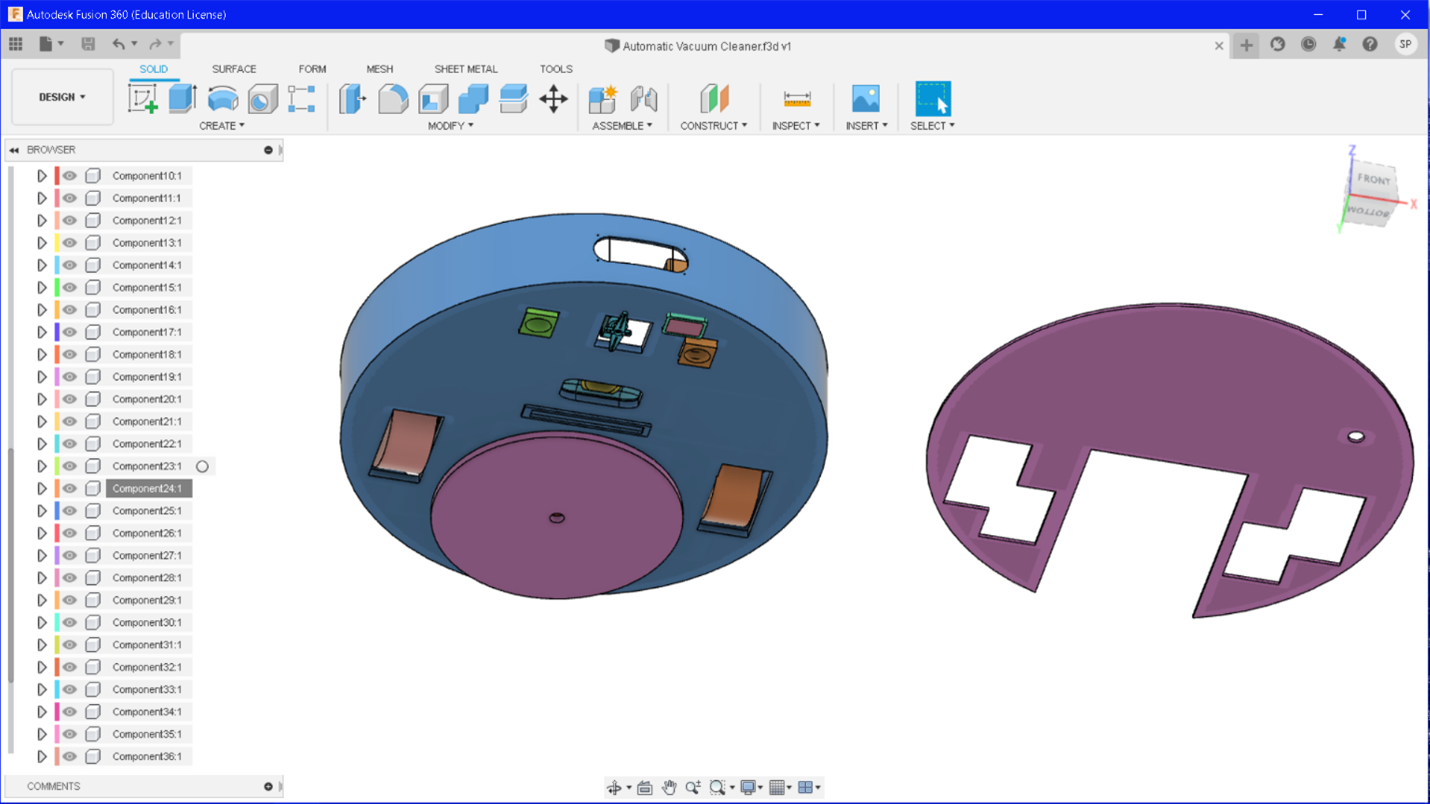 Autodesk Fusion 360 (Education License)
Automatic Vacuum Cleaner.f3d v1
SP
SOLID SURFACE FORM MESH SHEET METAL TOOLS
DESIGN
CREATE MODIFY ASSEMBLE CONSTRUCT INSPECT INSERT SELECT
BROWSER
Component10:1
Component11:1
Component12:1
Component13:1
Component14:1
Component15:1
Component16:1
Component17:1
Component18:1
Component19:1
Component20:1
Component21:1
Component22:1
Component23:1
Component24:1
Component25:1
Component26:1
Component27:1
Component28:1
Component29:1
Component30:1
Component31:1
Component32:1
Component33:1
Component34:1
Component35:1
Component36:1
Z
FRONT
X
BOTTOM
Y
COMMENTS